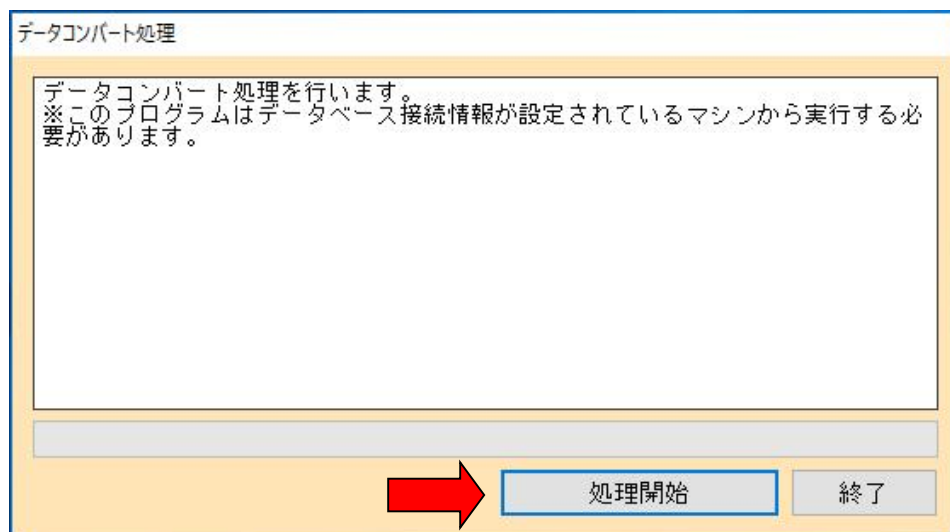 データコンバート処理
データコンバート処理を行います。
※このプログラムはデータベース接続情報が設定されているマシンから実行する必
要があります。
処理開始
終了